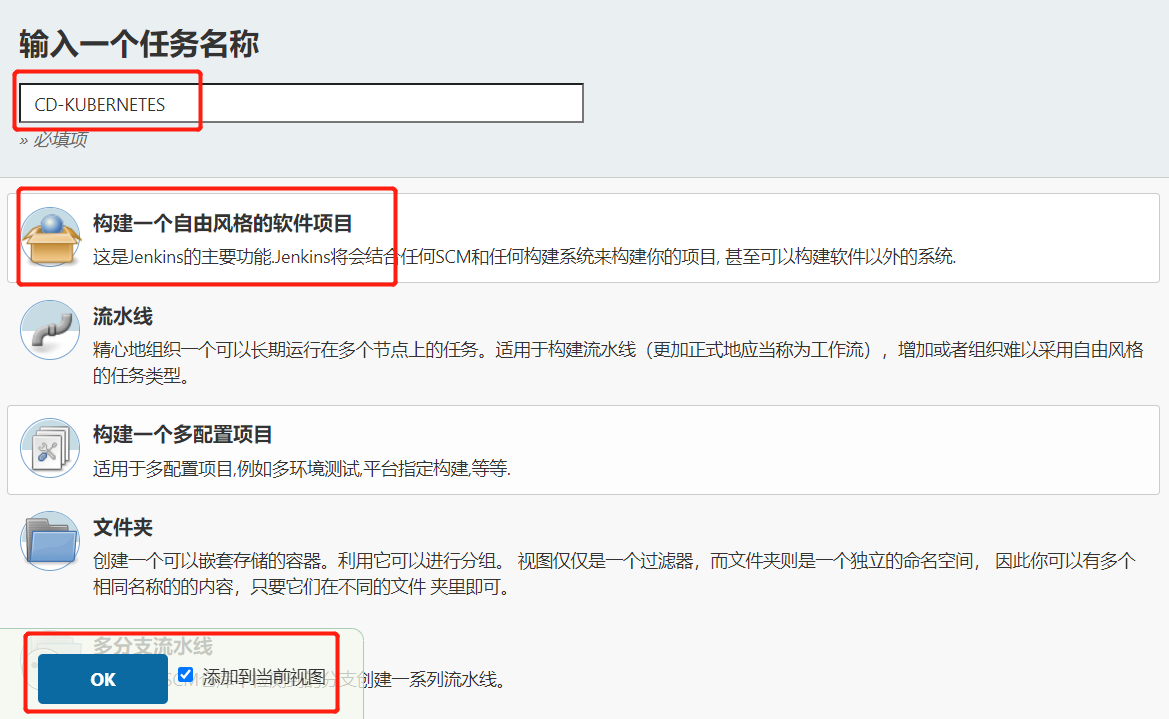 输入一个任务名称
CD-KUBERNETES
» 必填项
构建一个自由风格的软件项目
这是Jenkins的主要功能.Jenkins将会结合任何SCM和任何构建系统来构建你的项目, 甚至可以构建软件以外的系统.
流水线
精心地组织一个可以长期运行在多个节点上的任务。适用于构建流水线（更加正式地应当称为工作流），增加或者组织难以采用自由风格
的任务类型。
构建一个多配置项目
适用于多配置项目,例如多环境测试,平台指定构建,等等.
文件夹
创建一个可以嵌套存储的容器。利用它可以进行分组。 视图仅仅是一个过滤器，而文件夹则是一个独立的命名空间， 因此你可以有多个
相同名称的的内容，只要它们在不同的文件 夹里即可。
多分支流水线
OK 添加到当前视图
创建一系列流水线。